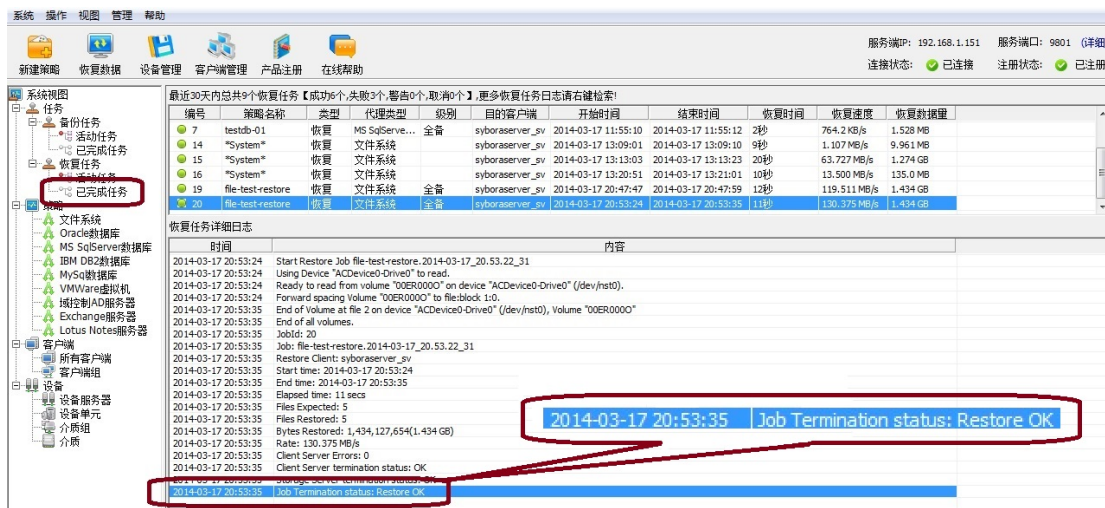 系统 操作 视图 管理 帮助
新建策略 恢复数据 设备管理 客户端管理 产品注册 在线帮助
服务端IP: 192.168.1.151 服务端口: 9801 (详细
连接状态: 已连接 注册状态: 已注册
系统视图
任务
备份任务
活动任务
已完成任务
恢复任务
活动任务
已完成任务
策略
文件系统
Oracle数据库
MS SqlServer数据库
IBM DB2数据库
MySq数据库
VMWare虚拟机
域控制AD服务器
Exchange服务器
Lotus Notes服务器
客户端
所有客户端
客户端组
设备
设备服务器
设备单元
介质组
介质
最近30天内总共9个恢复任务【成功6个,失败3个,警告0个,取消0个】,更多恢复任务日志请右键检索!
编号 策略名称 类型 代理类型 级别 目的客户端 开始时间 结束时间 恢复时间 恢复速度 恢复数据量
7 testdb-01 恢复 MS SqlServe... 全备 syboraserver_sv 2014-03-17 11:55:10 2014-03-17 11:55:12 2秒 764.2 KB/s 1.528 MB
14 *System* 恢复 文件系统 syboraserver_sv 2014-03-17 13:09:01 2014-03-17 13:09:10 9秒 1.107 MB/s 9.961 MB
15 *System* 恢复 文件系统 syboraserver_sv 2014-03-17 13:13:03 2014-03-17 13:13:23 20秒 63.727 MB/s 1.274 GB
16 *System* 恢复 文件系统 syboraserver_sv 2014-03-17 13:20:51 2014-03-17 13:21:01 10秒 13.500 MB/s 135.0 MB
19 file-test-restore 恢复 文件系统 全备 syboraserver_sv 2014-03-17 20:47:47 2014-03-17 20:47:59 12秒 119.511 MB/s 1.434 GB
20 file-test-restore 恢复 文件系统 全备 syboraserver_sv 2014-03-17 20:53:24 2014-03-17 20:53:35 11秒 130.375 MB/s 1.434 GB
恢复任务详细日志
时间 内容
2014-03-17 20:53:24 Start Restore Job file-test-restore.2014-03-17_20.53.22_31
2014-03-17 20:53:24 Using Device "ACDevice0-Drive0" to read.
2014-03-17 20:53:24 Ready to read from volume "00ER000O" on device "ACDevice0-Drive0" (/dev/nst0).
2014-03-17 20:53:24 Forward spacing Volume "00ER000O" to file:block 1:0.
2014-03-17 20:53:35 End of Volume at file 2 on device "ACDevice0-Drive0" (/dev/nst0), Volume "00ER000O"
2014-03-17 20:53:35 End of all volumes.
2014-03-17 20:53:35 JobId: 20
2014-03-17 20:53:35 Job: file-test-restore.2014-03-17_20.53.22_31
2014-03-17 20:53:35 Restore Client: syboraserver_sv
2014-03-17 20:53:35 Start time: 2014-03-17 20:53:24
2014-03-17 20:53:35 End time: 2014-03-17 20:53:35
2014-03-17 20:53:35 Elapsed time: 11 secs
2014-03-17 20:53:35 Files Expected: 5
2014-03-17 20:53:35 Files Restored: 5
2014-03-17 20:53:35 Bytes Restored: 1,434,127,654(1.434 GB)
2014-03-17 20:53:35 Rate: 130.375 MB/s
2014-03-17 20:53:35 Client Server Errors: 0
2014-03-17 20:53:35 Client Server termination status: OK
2014-03-17 20:53:35 Storage Server termination status: OK
2014-03-17 20:53:35 Job Termination status: Restore OK
2014-03-17 20:53:35 Job Termination status: Restore OK